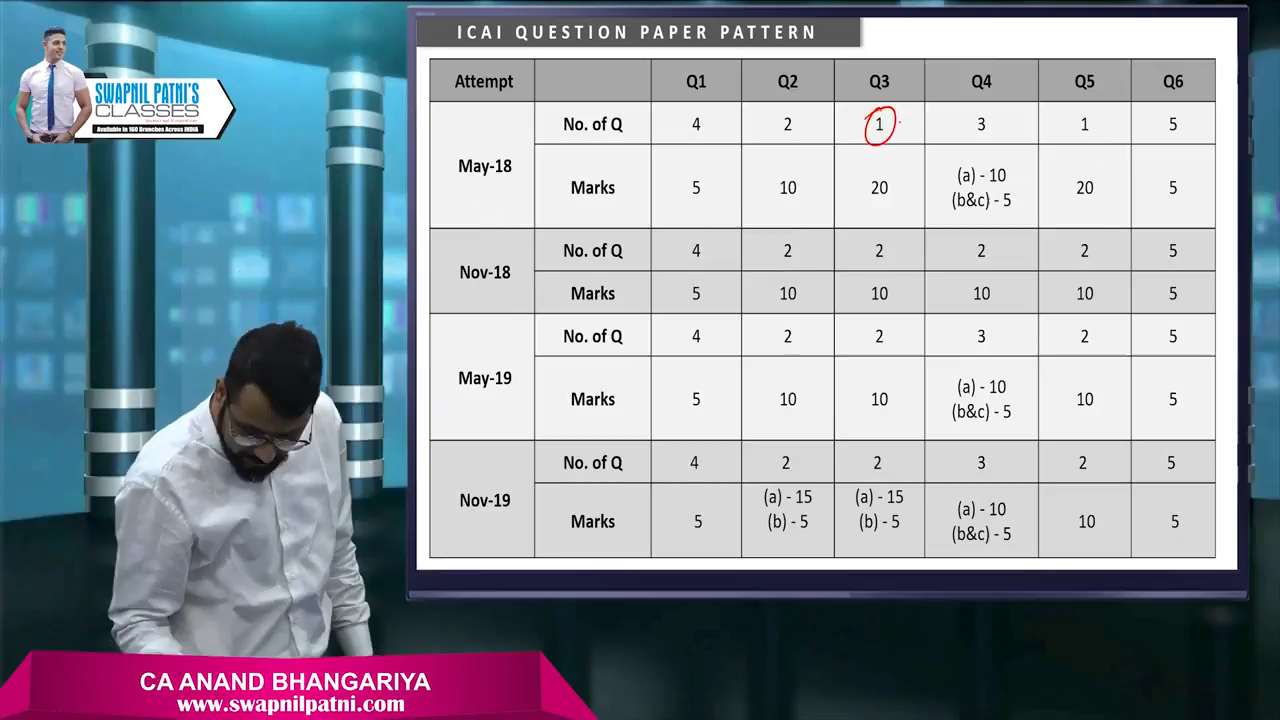 ICAI QUESTION PAPER PATTERN
SWAPNIL PATNI'S
CLASSES
Available in 160 Branches Across INDIA
Attempt Q1 Q2 Q3 Q4 Q5 Q6
May-18
No. of Q 4 2 1 3 1 5
Marks 5 10 20 (a) - 10 20 5
(b&c) - 5
Nov-18
No. of Q 4 2 2 2 2 5
Marks 5 10 10 10 10 5
May-19
No. of Q 4 2 2 3 2 5
Marks 5 10 10 (a) - 10 10 5
(b&c) - 5
Nov-19
No. of Q 4 2 2 3 2 5
Marks 5 (a) - 15 (a) - 15 (a) - 10 10 5
(b) - 5 (b) - 5 (b&c) - 5
CA ANAND BHANGARIYA
www.swapnilpatni.com